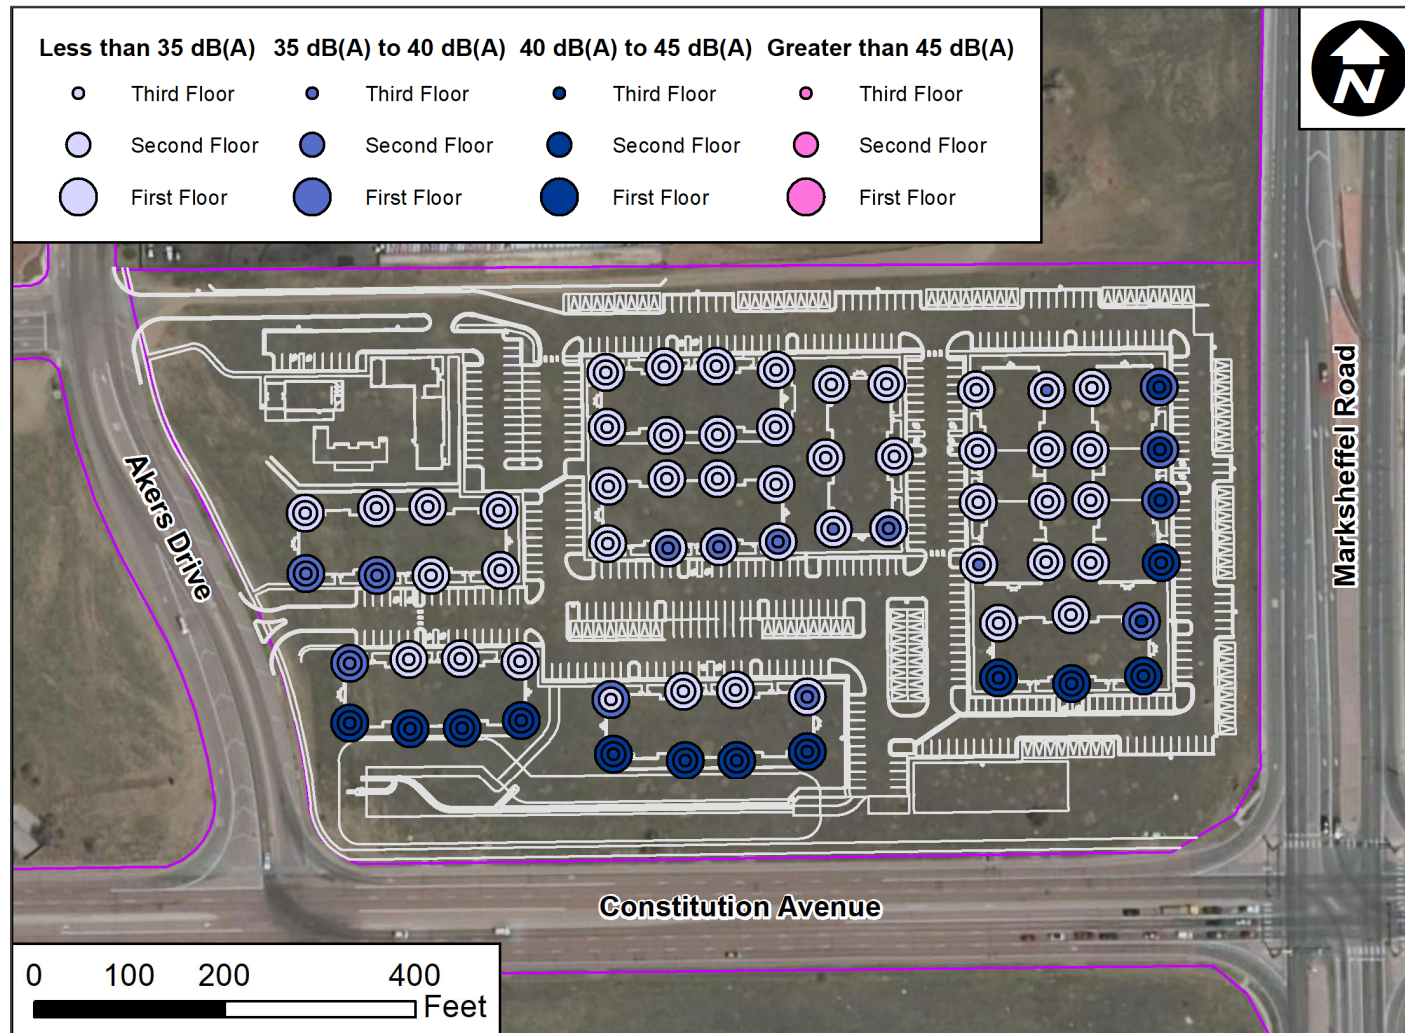 Less than 35 dB(A) 35 dB(A) to 40 dB(A) 40 dB(A) to 45 dB(A) Greater than 45 dB(A)
Third Floor Third Floor Third Floor Third Floor
Second Floor Second Floor Second Floor Second Floor
First Floor First Floor First Floor First Floor
N
Marksheffel Road
Akers Drive
Constitution Avenue
0 100 200 400
Feet